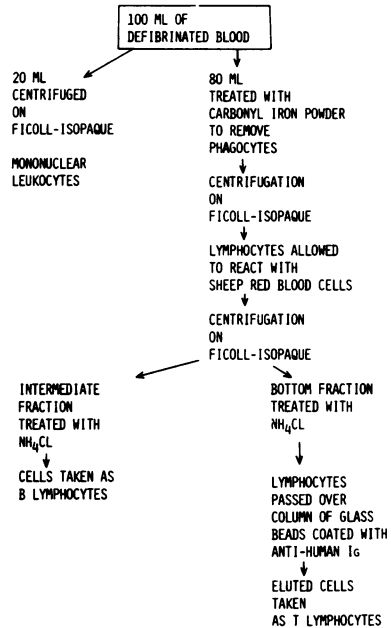 100 ML OF
DEFIBRINATED BLOOD
20 ML
CENTRIFUGED
ON
FICOLL-ISOPAQUE
MONONUCLEAR
LEUKOCYTES
80 ML
TREATED WITH
CARBONYL IRON POWDER
TO REMOVE
PHAGOCYTES
CENTRIFUGATION
ON
FICOLL-ISOPAQUE
LYMPHOCYTES ALLOWED
TO REACT WITH
SHEEP RED BLOOD CELLS
CENTRIFUGATION
ON
FICOLL-ISOPAQUE
INTERMEDIATE
FRACTION
TREATED WITH
NH4CL
CELLS TAKEN AS
B LYMPHOCYTES
BOTTOM FRACTION
TREATED WITH
NH4CL
LYMPHOCYTES
PASSED OVER
COLUMN OF GLASS
BEADS COATED WITH
ANTI-HUMAN IG
ELUTED CELLS
TAKEN
AS T LYMPHOCYTES